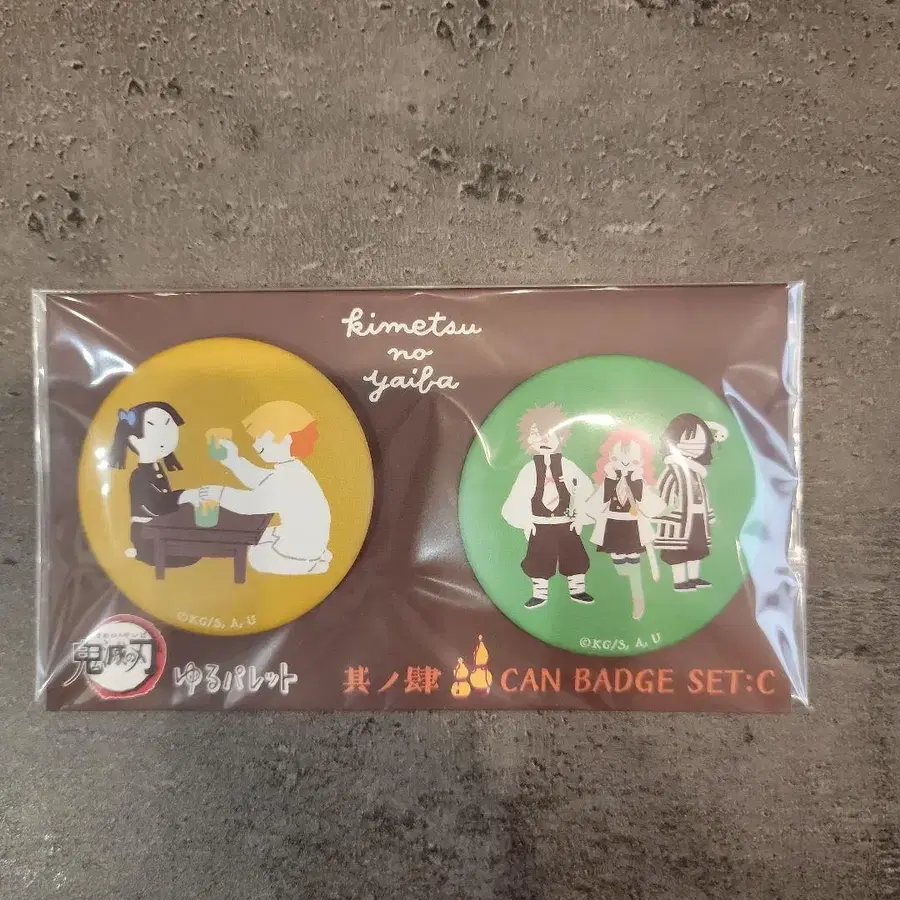 kimetsu
no
yaiba
©KG/S, A, U
©KG/S, A, U
鬼滅の刃
ゆるパレット
其ノ肆 CAN BADGE SET:C